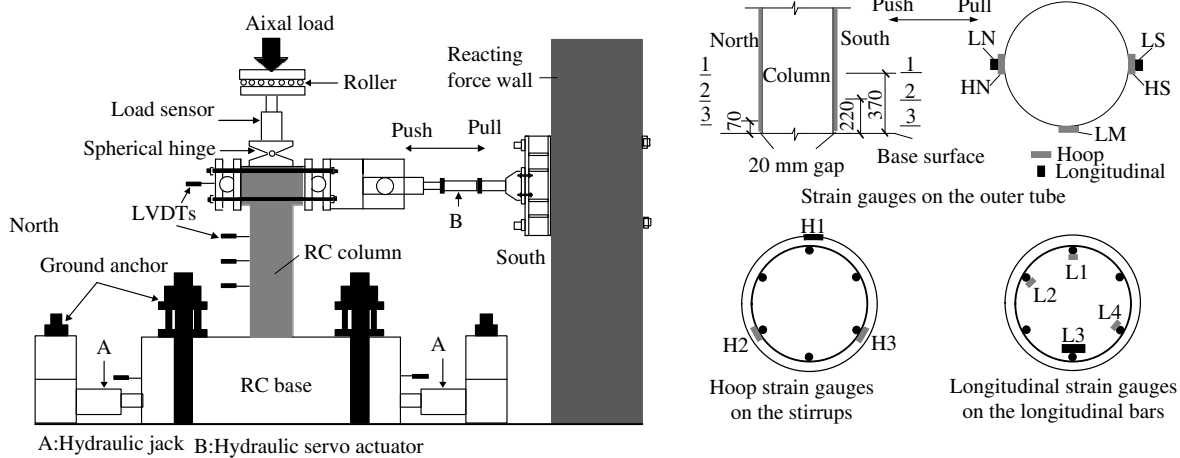 Aixal load
Roller
Load sensor
Spherical hinge
Push
Pull
Reacting
force wall
LVDTs
B
North
South
RC column
Ground anchor
A
A
RC base
A:Hydraulic jack B:Hydraulic servo actuator
Push
Pull
North
South
Column
1
2
3
70
220
370
1
2
3
20 mm gap
Base surface
LN
LS
HN
HS
LM
Hoop
Longitudinal
Strain gauges on the outer tube
H1
H2
H3
Hoop strain gauges
on the stirrups
L1
L2
L4
L3
Longitudinal strain gauges
on the longitudinal bars